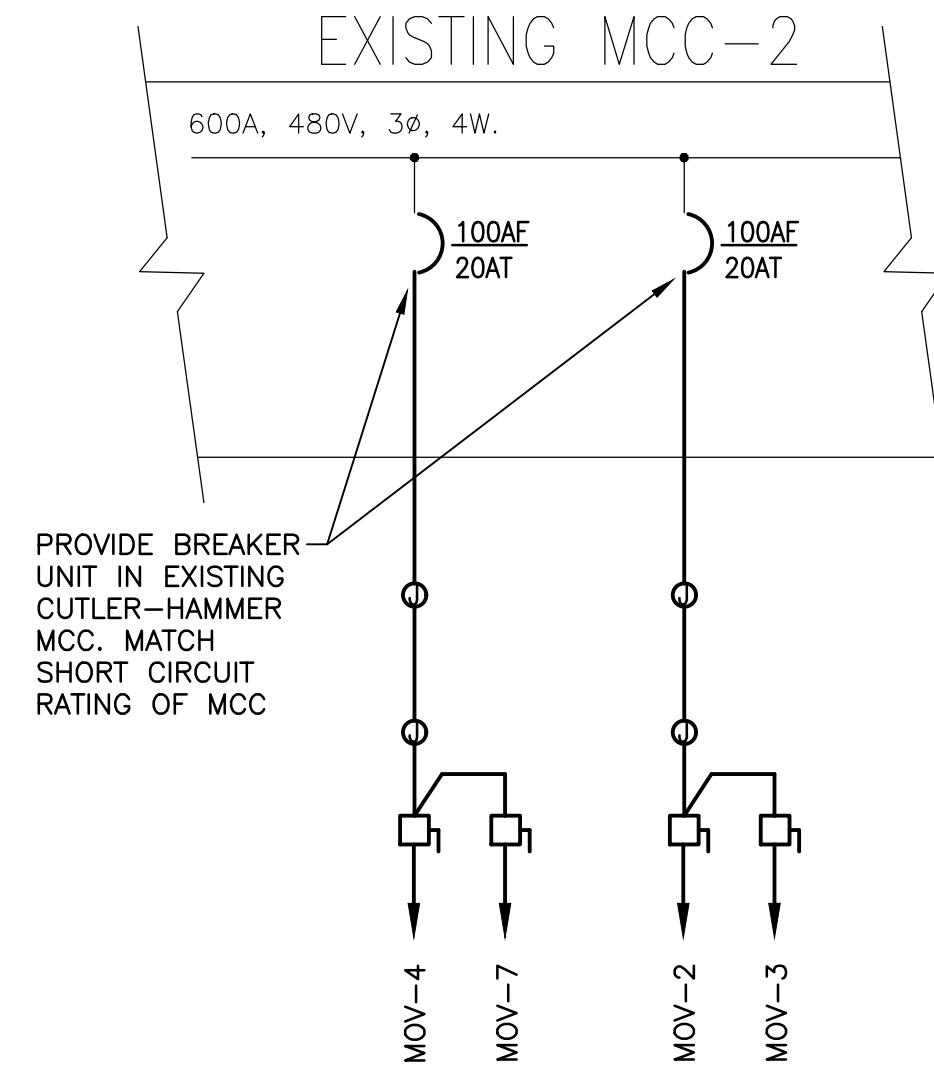 EXISTING MCC-2
600A, 480V, 3ø, 4W.
100AF
20AT
100AF
20AT
PROVIDE BREAKER
UNIT IN EXISTING
CUTLER-HAMMER
MCC. MATCH
SHORT CIRCUIT
RATING OF MCC
J
J
J
J
MOV-4
MOV-7
MOV-2
MOV-3